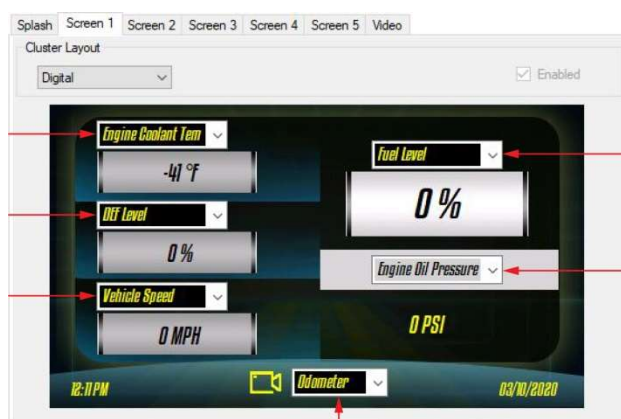 Splash Screen 1 Screen 2 Screen 3 Screen 4 Screen 5 Video
Cluster Layout
Digital
Enabled
Engine Coolant Tem
-41 °F
DEF Level
0 %
Vehicle Speed
0 MPH
Fuel Level
0 %
Engine Oil Pressure
0 PSI
12:11 PM
Odometer
03/10/2020